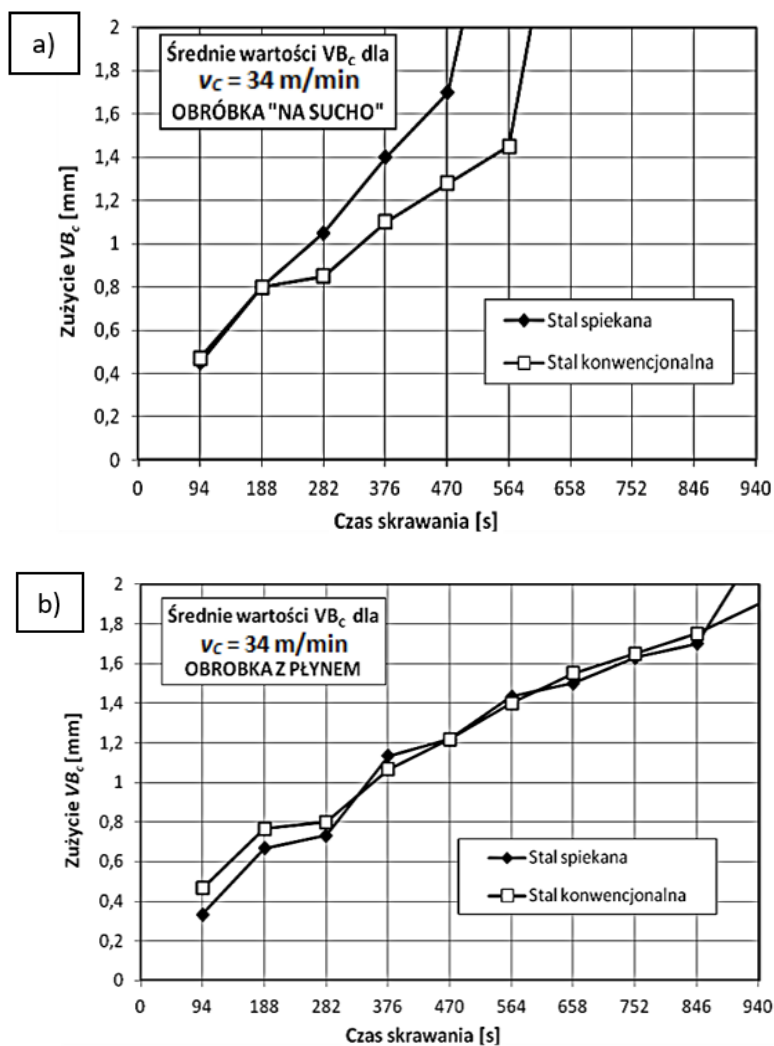 a)
2
1,8
1,6
1,4
1,2
1
0,8
0,6
0,4
0,2
0
Zużycie VBc [mm]
Średnie wartości VBc dla
vc = 34 m/min
OBRÓBKA "NA SUCHO"
Stal spiekana
Stal konwencjonalna
0 94 188 282 376 470 564 658 752 846 940
Czas skrawania [s]
b)
2
1,8
1,6
1,4
1,2
1
0,8
0,6
0,4
0,2
0
Zużycie VBc [mm]
Średnie wartości VBc dla
vc = 34 m/min
OBROBKA Z PŁYNEM
Stal spiekana
Stal konwencjonalna
0 94 188 282 376 470 564 658 752 846 940
Czas skrawania [s]